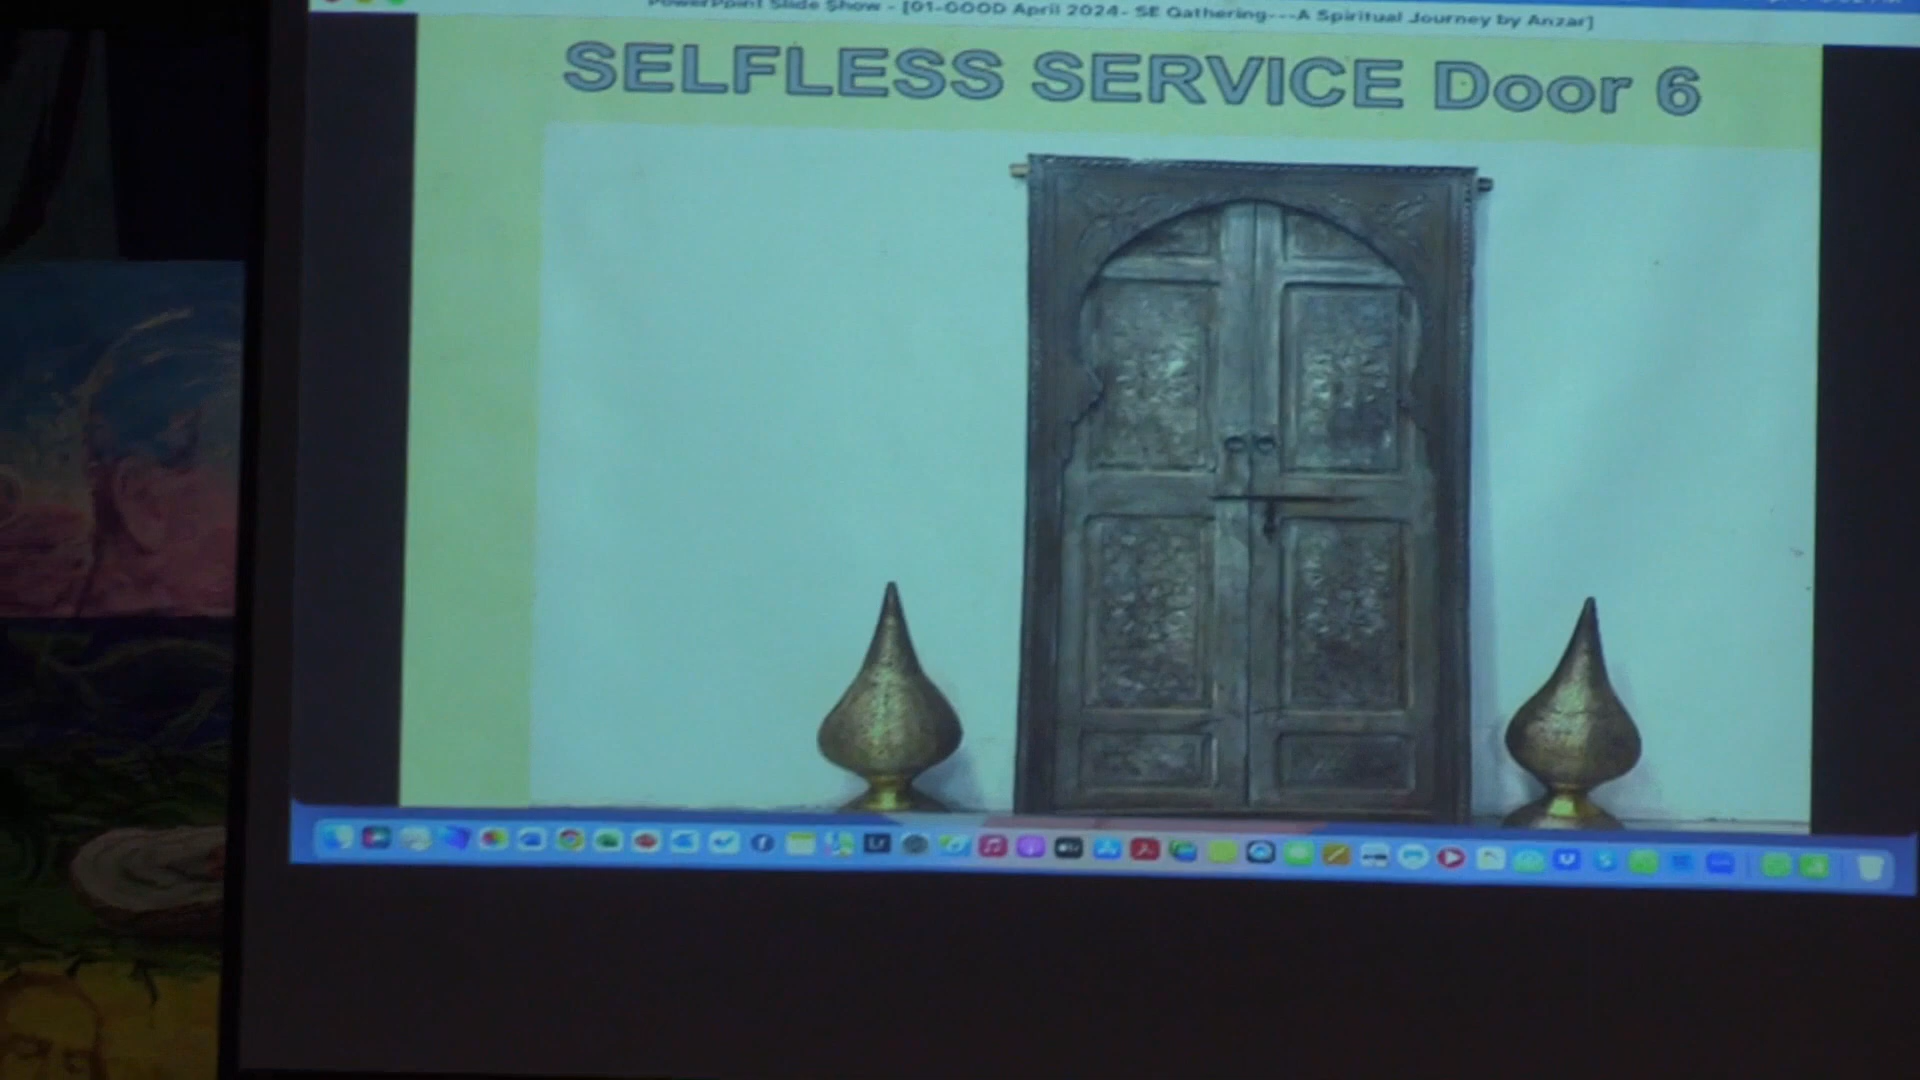 PowerPoint Slide Show - [01-GOOD April 2024- SE Gathering---A Spiritual Journey by Anzar]
SELFLESS SERVICE Door 6